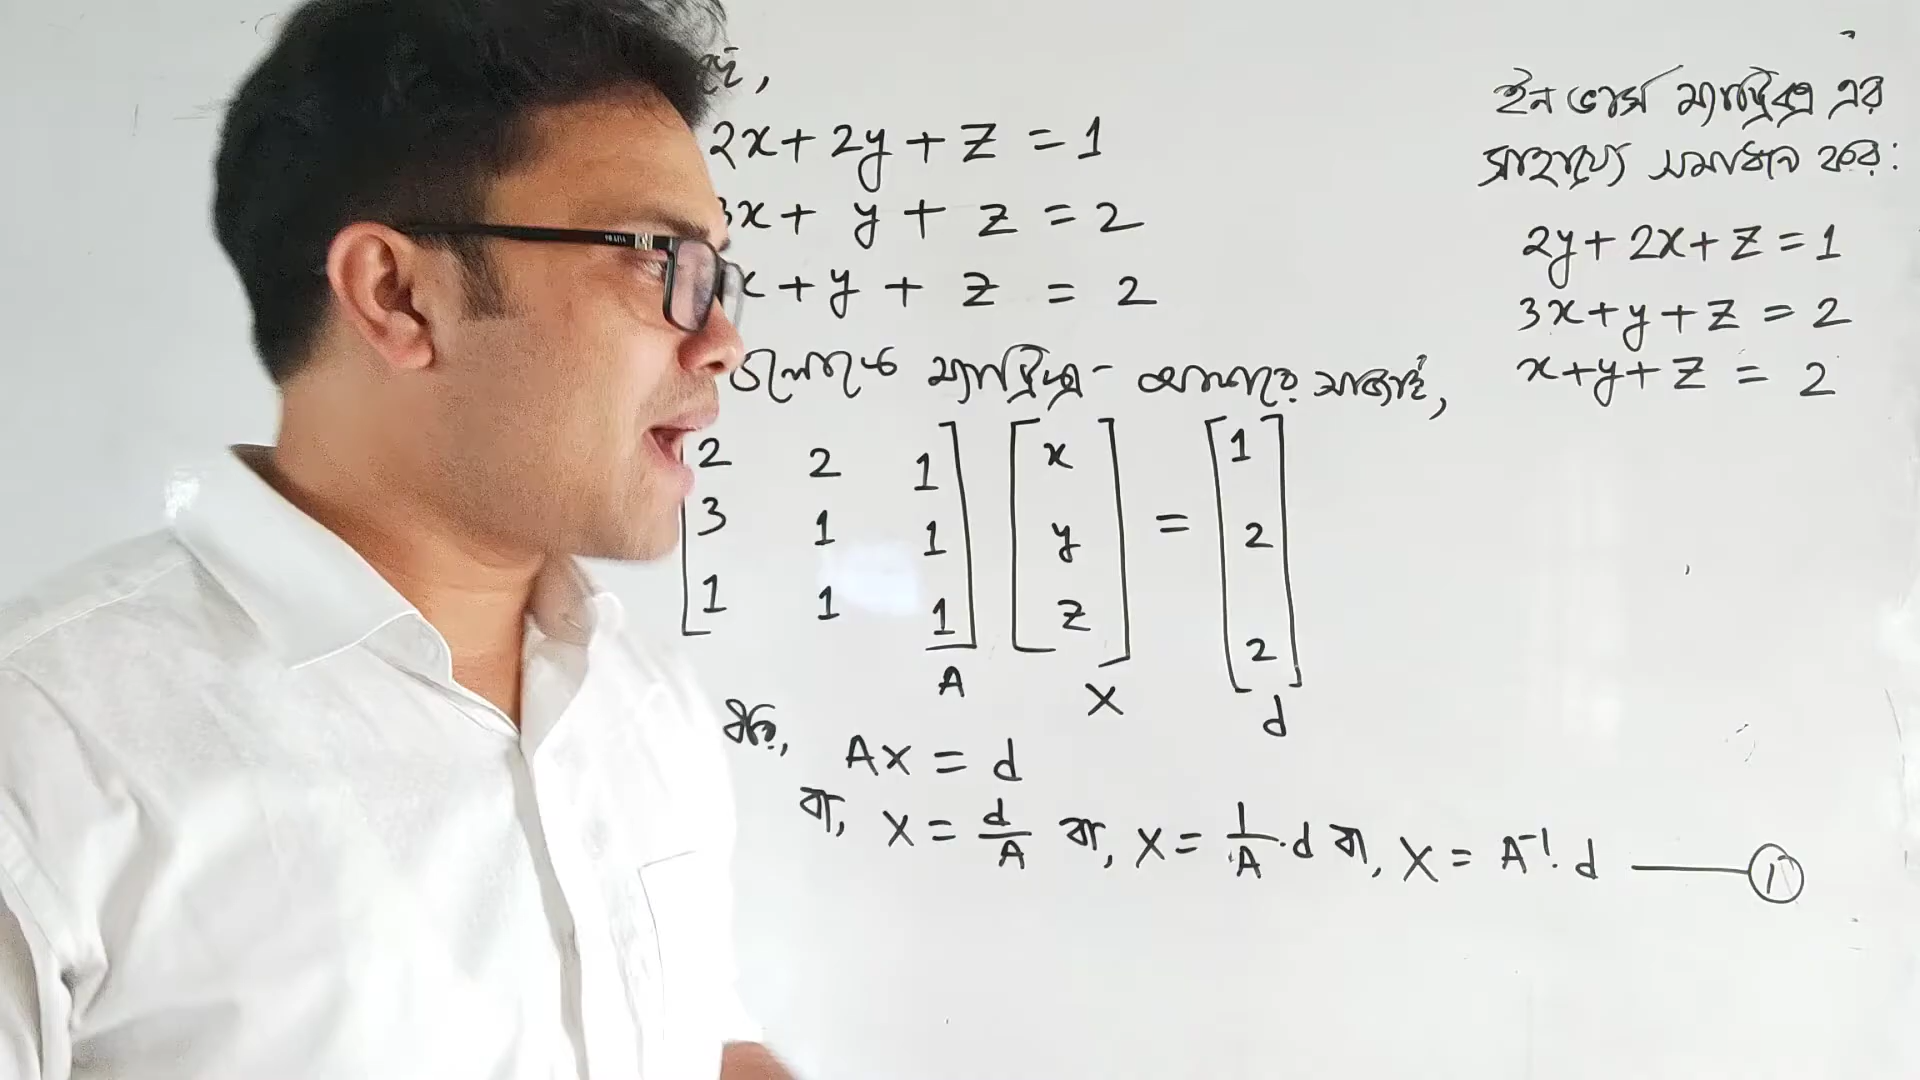 2x + 2y + z = 1
3x + y + z = 2
x + y + z = 2
ম্যাট্রিক্স আকারে সাজাই,
2 2 1
3 1 1
1 1 1
A
x
y
z
X
=
1
2
2
d
ধরি,
AX = d
বা, X = d/A বা, X = 1/A · d বা, X = A⁻¹. d —— ①
ইনভার্স ম্যাট্রিক্স এর
সাহায্যে সমাধান কর:
2y + 2x + z = 1
3x + y + z = 2
x + y + z = 2